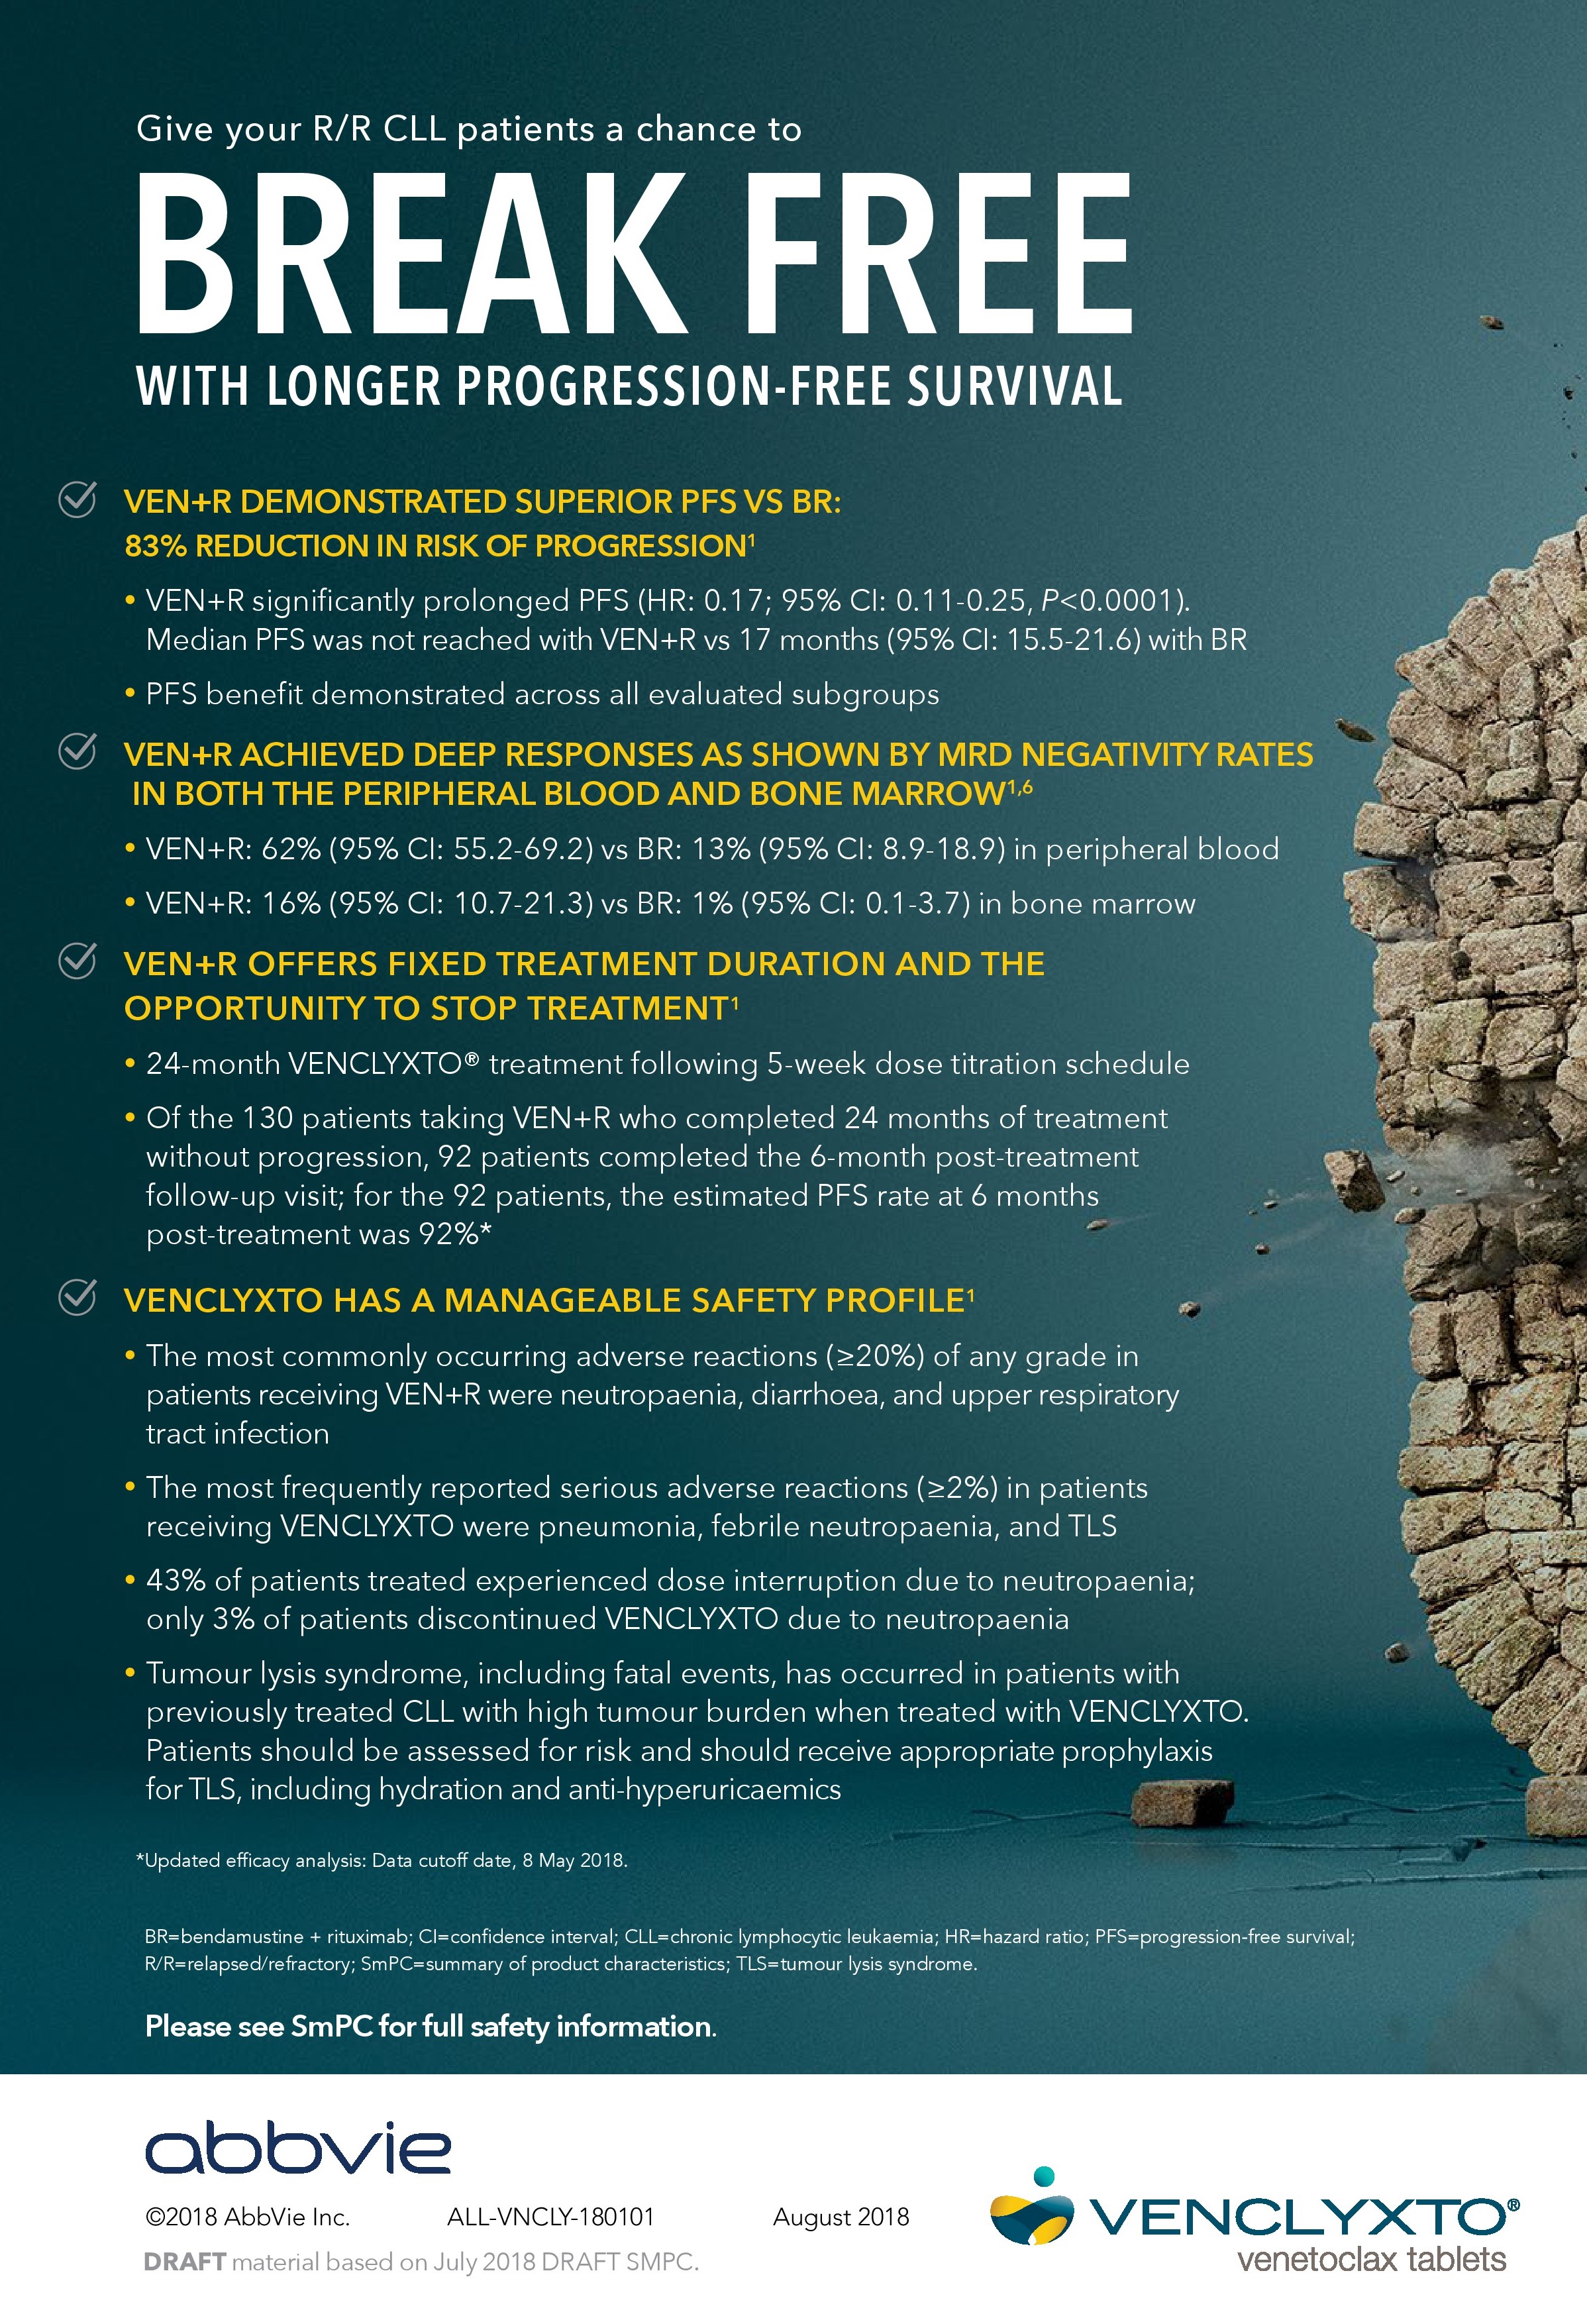 Give your R/R CLL patients a chance to
BREAK FREE
WITH LONGER PROGRESSION-FREE SURVIVAL
VEN+R DEMONSTRATED SUPERIOR PFS VS BR:
83% REDUCTION IN RISK OF PROGRESSION¹
• VEN+R significantly prolonged PFS (HR: 0.17; 95% CI: 0.11-0.25, P<0.0001).
Median PFS was not reached with VEN+R vs 17 months (95% CI: 15.5-21.6) with BR
• PFS benefit demonstrated across all evaluated subgroups
VEN+R ACHIEVED DEEP RESPONSES AS SHOWN BY MRD NEGATIVITY RATES
IN BOTH THE PERIPHERAL BLOOD AND BONE MARROW¹,⁶
• VEN+R: 62% (95% CI: 55.2-69.2) vs BR: 13% (95% CI: 8.9-18.9) in peripheral blood
• VEN+R: 16% (95% CI: 10.7-21.3) vs BR: 1% (95% CI: 0.1-3.7) in bone marrow
VEN+R OFFERS FIXED TREATMENT DURATION AND THE
OPPORTUNITY TO STOP TREATMENT¹
• 24-month VENCLYXTO® treatment following 5-week dose titration schedule
• Of the 130 patients taking VEN+R who completed 24 months of treatment
without progression, 92 patients completed the 6-month post-treatment
follow-up visit; for the 92 patients, the estimated PFS rate at 6 months
post-treatment was 92%*
VENCLYXTO HAS A MANAGEABLE SAFETY PROFILE¹
• The most commonly occurring adverse reactions (≥20%) of any grade in
patients receiving VEN+R were neutropaenia, diarrhoea, and upper respiratory
tract infection
• The most frequently reported serious adverse reactions (≥2%) in patients
receiving VENCLYXTO were pneumonia, febrile neutropaenia, and TLS
• 43% of patients treated experienced dose interruption due to neutropaenia;
only 3% of patients discontinued VENCLYXTO due to neutropaenia
• Tumour lysis syndrome, including fatal events, has occurred in patients with
previously treated CLL with high tumour burden when treated with VENCLYXTO.
Patients should be assessed for risk and should receive appropriate prophylaxis
for TLS, including hydration and anti-hyperuricaemics
*Updated efficacy analysis: Data cutoff date, 8 May 2018.
BR=bendamustine + rituximab; CI=confidence interval; CLL=chronic lymphocytic leukaemia; HR=hazard ratio; PFS=progression-free survival;
R/R=relapsed/refractory; SmPC=summary of product characteristics; TLS=tumour lysis syndrome.
Please see SmPC for full safety information.
abbvie
©2018 AbbVie Inc. ALL-VNCLY-180101 August 2018
DRAFT material based on July 2018 DRAFT SMPC.
VENCLYXTO®
venetoclax tablets